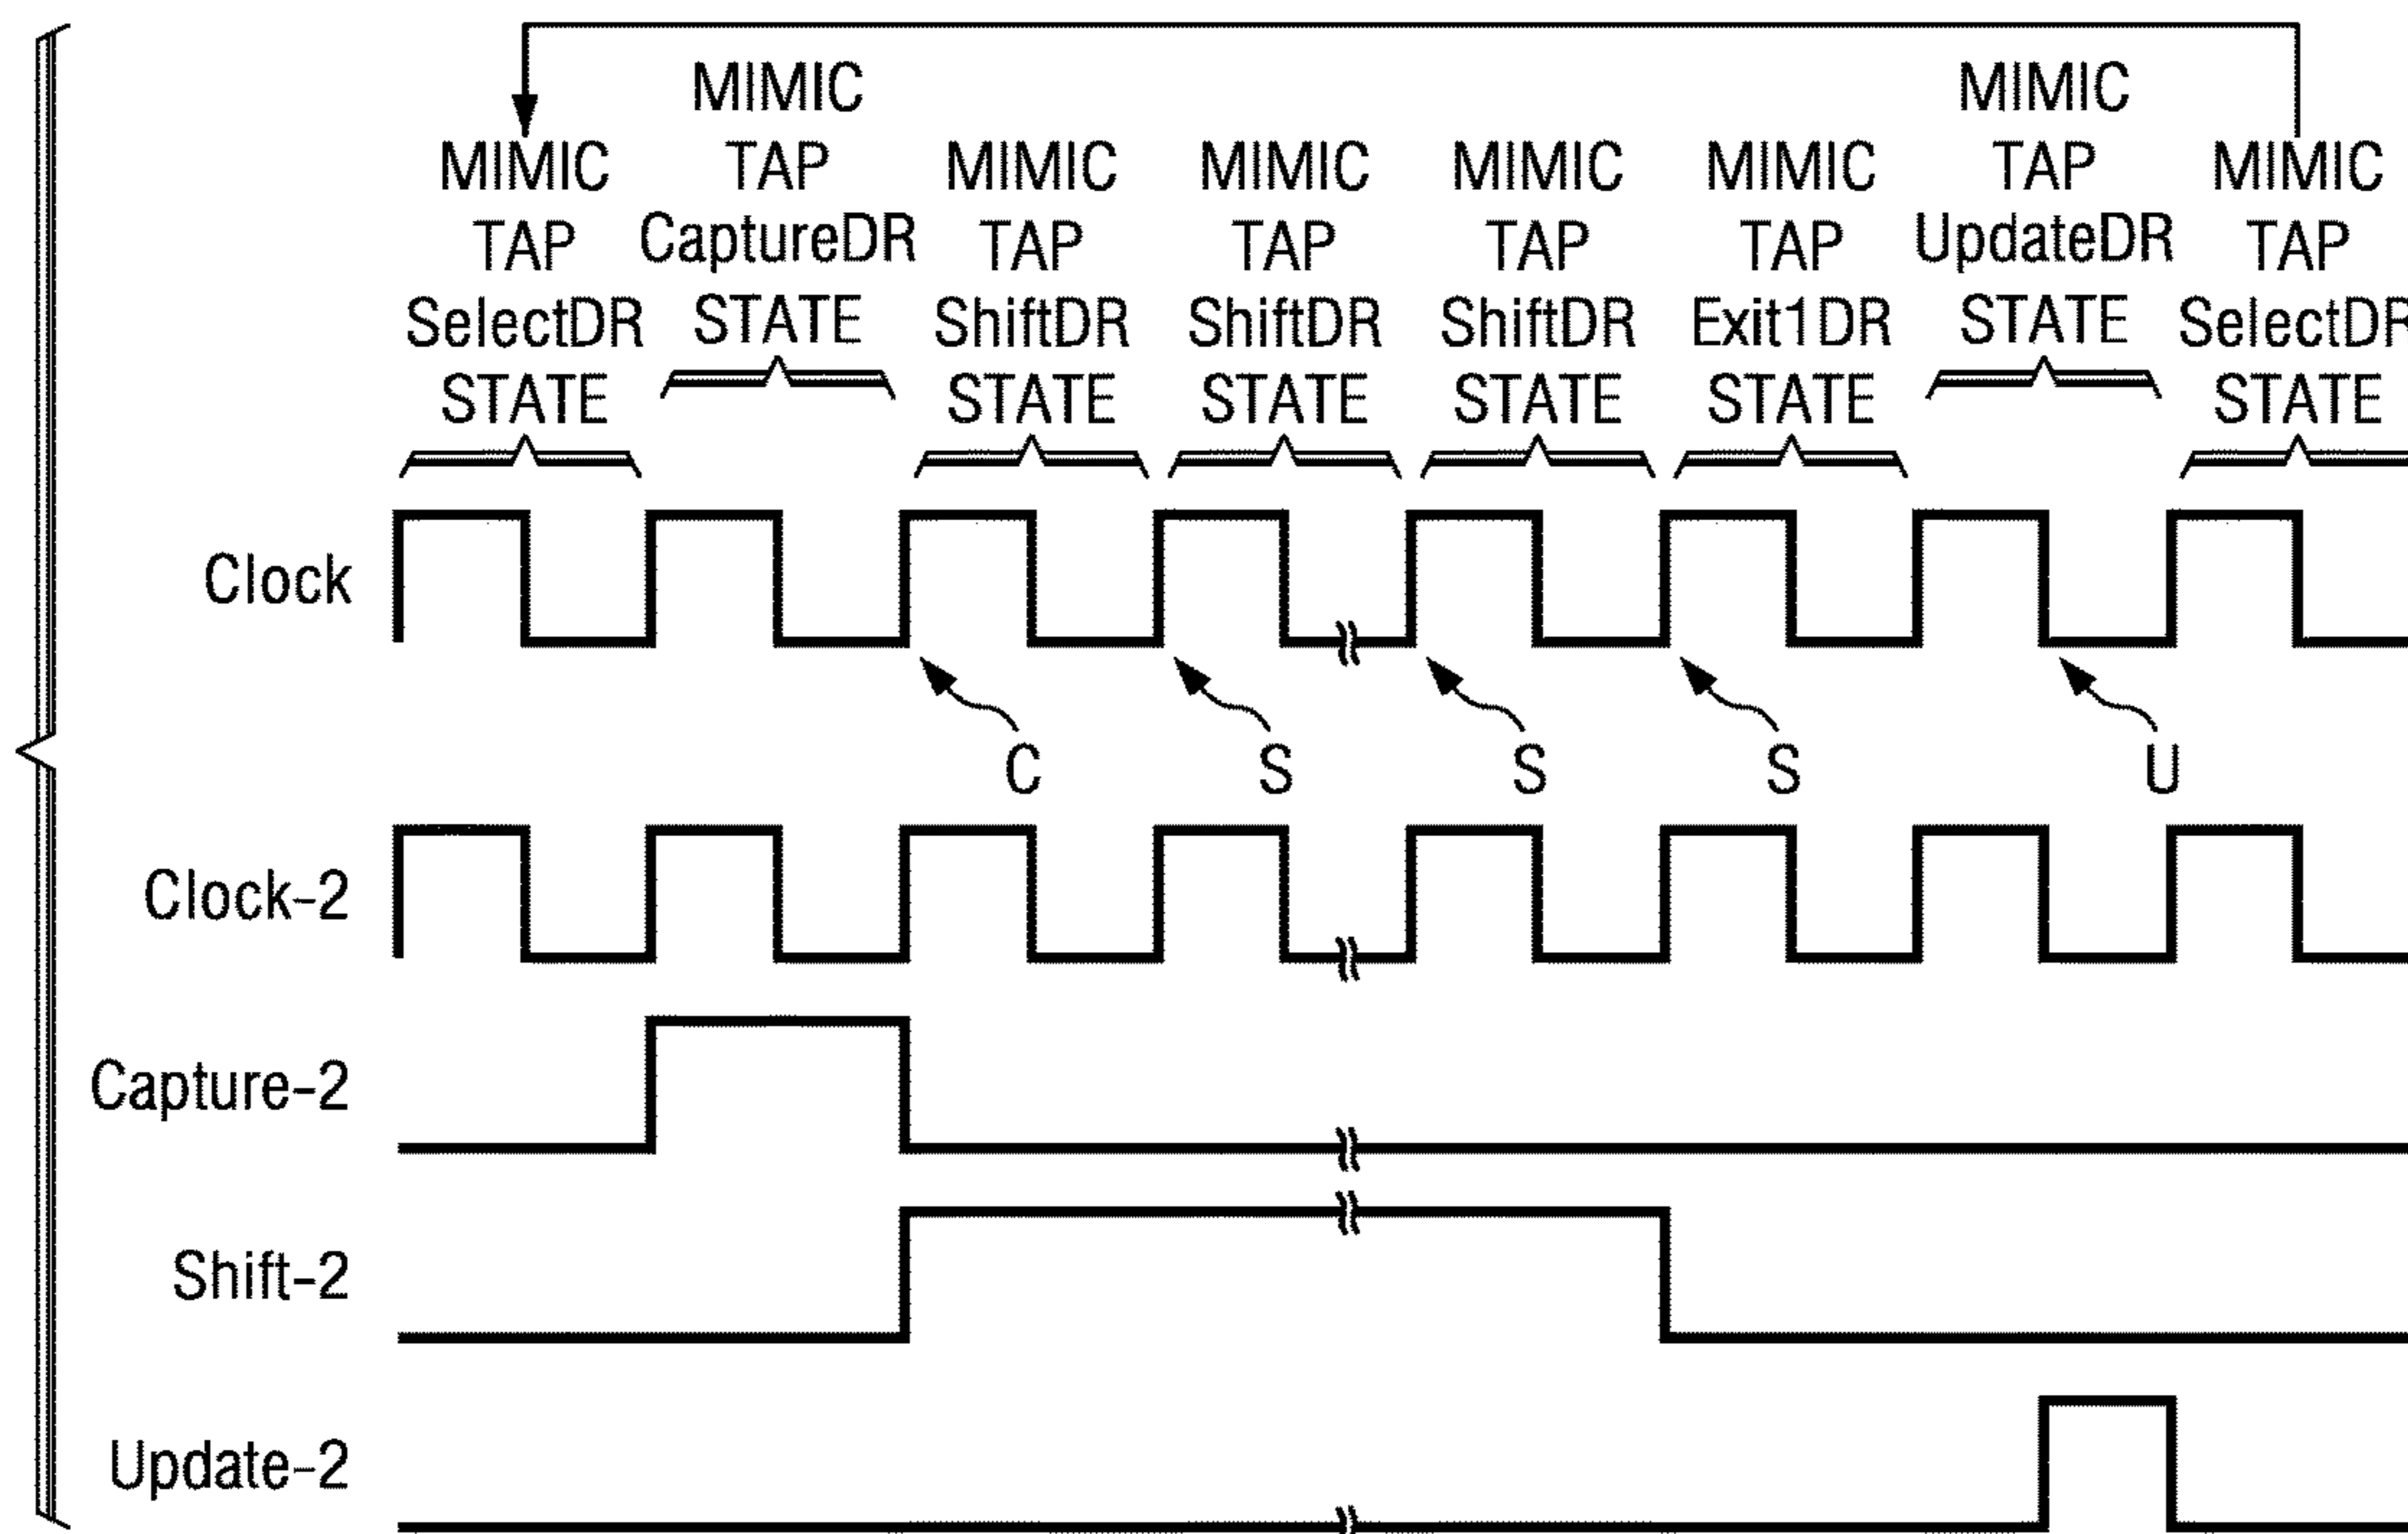 MIMIC
TAP
SelectDR
STATE
MIMIC
TAP
CaptureDR
STATE
MIMIC
TAP
ShiftDR
STATE
MIMIC
TAP
ShiftDR
STATE
MIMIC
TAP
ShiftDR
STATE
MIMIC
TAP
Exit1DR
STATE
MIMIC
TAP
UpdateDR
STATE
MIMIC
TAP
SelectDR
STATE
Clock
C
S
S
S
U
Clock-2
Capture-2
Shift-2
Update-2